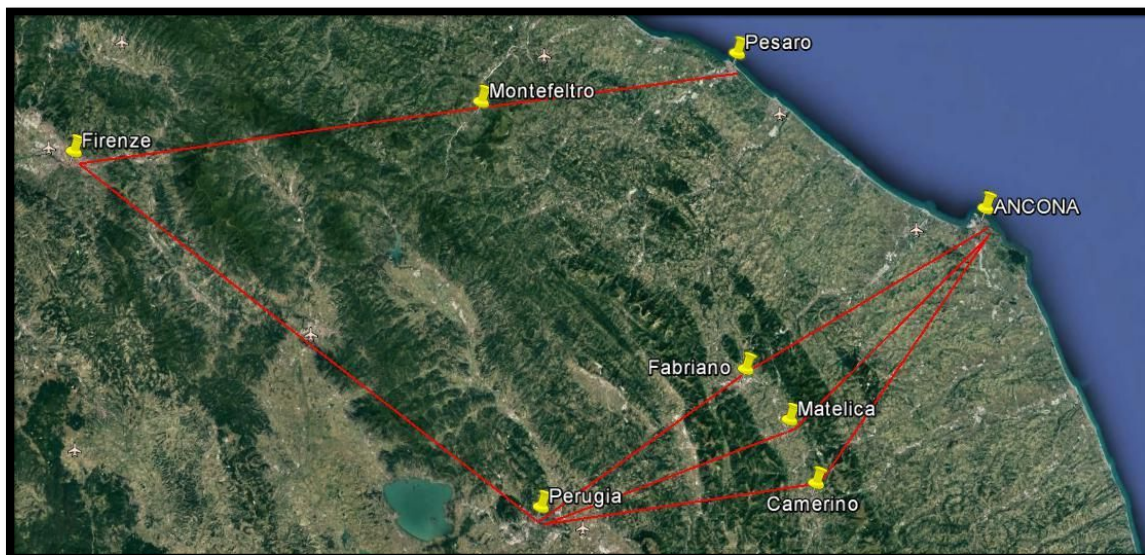 Pesaro
Montefeltro
Firenze
ANCONA
Fabriano
Matelica
Perugia
Camerino